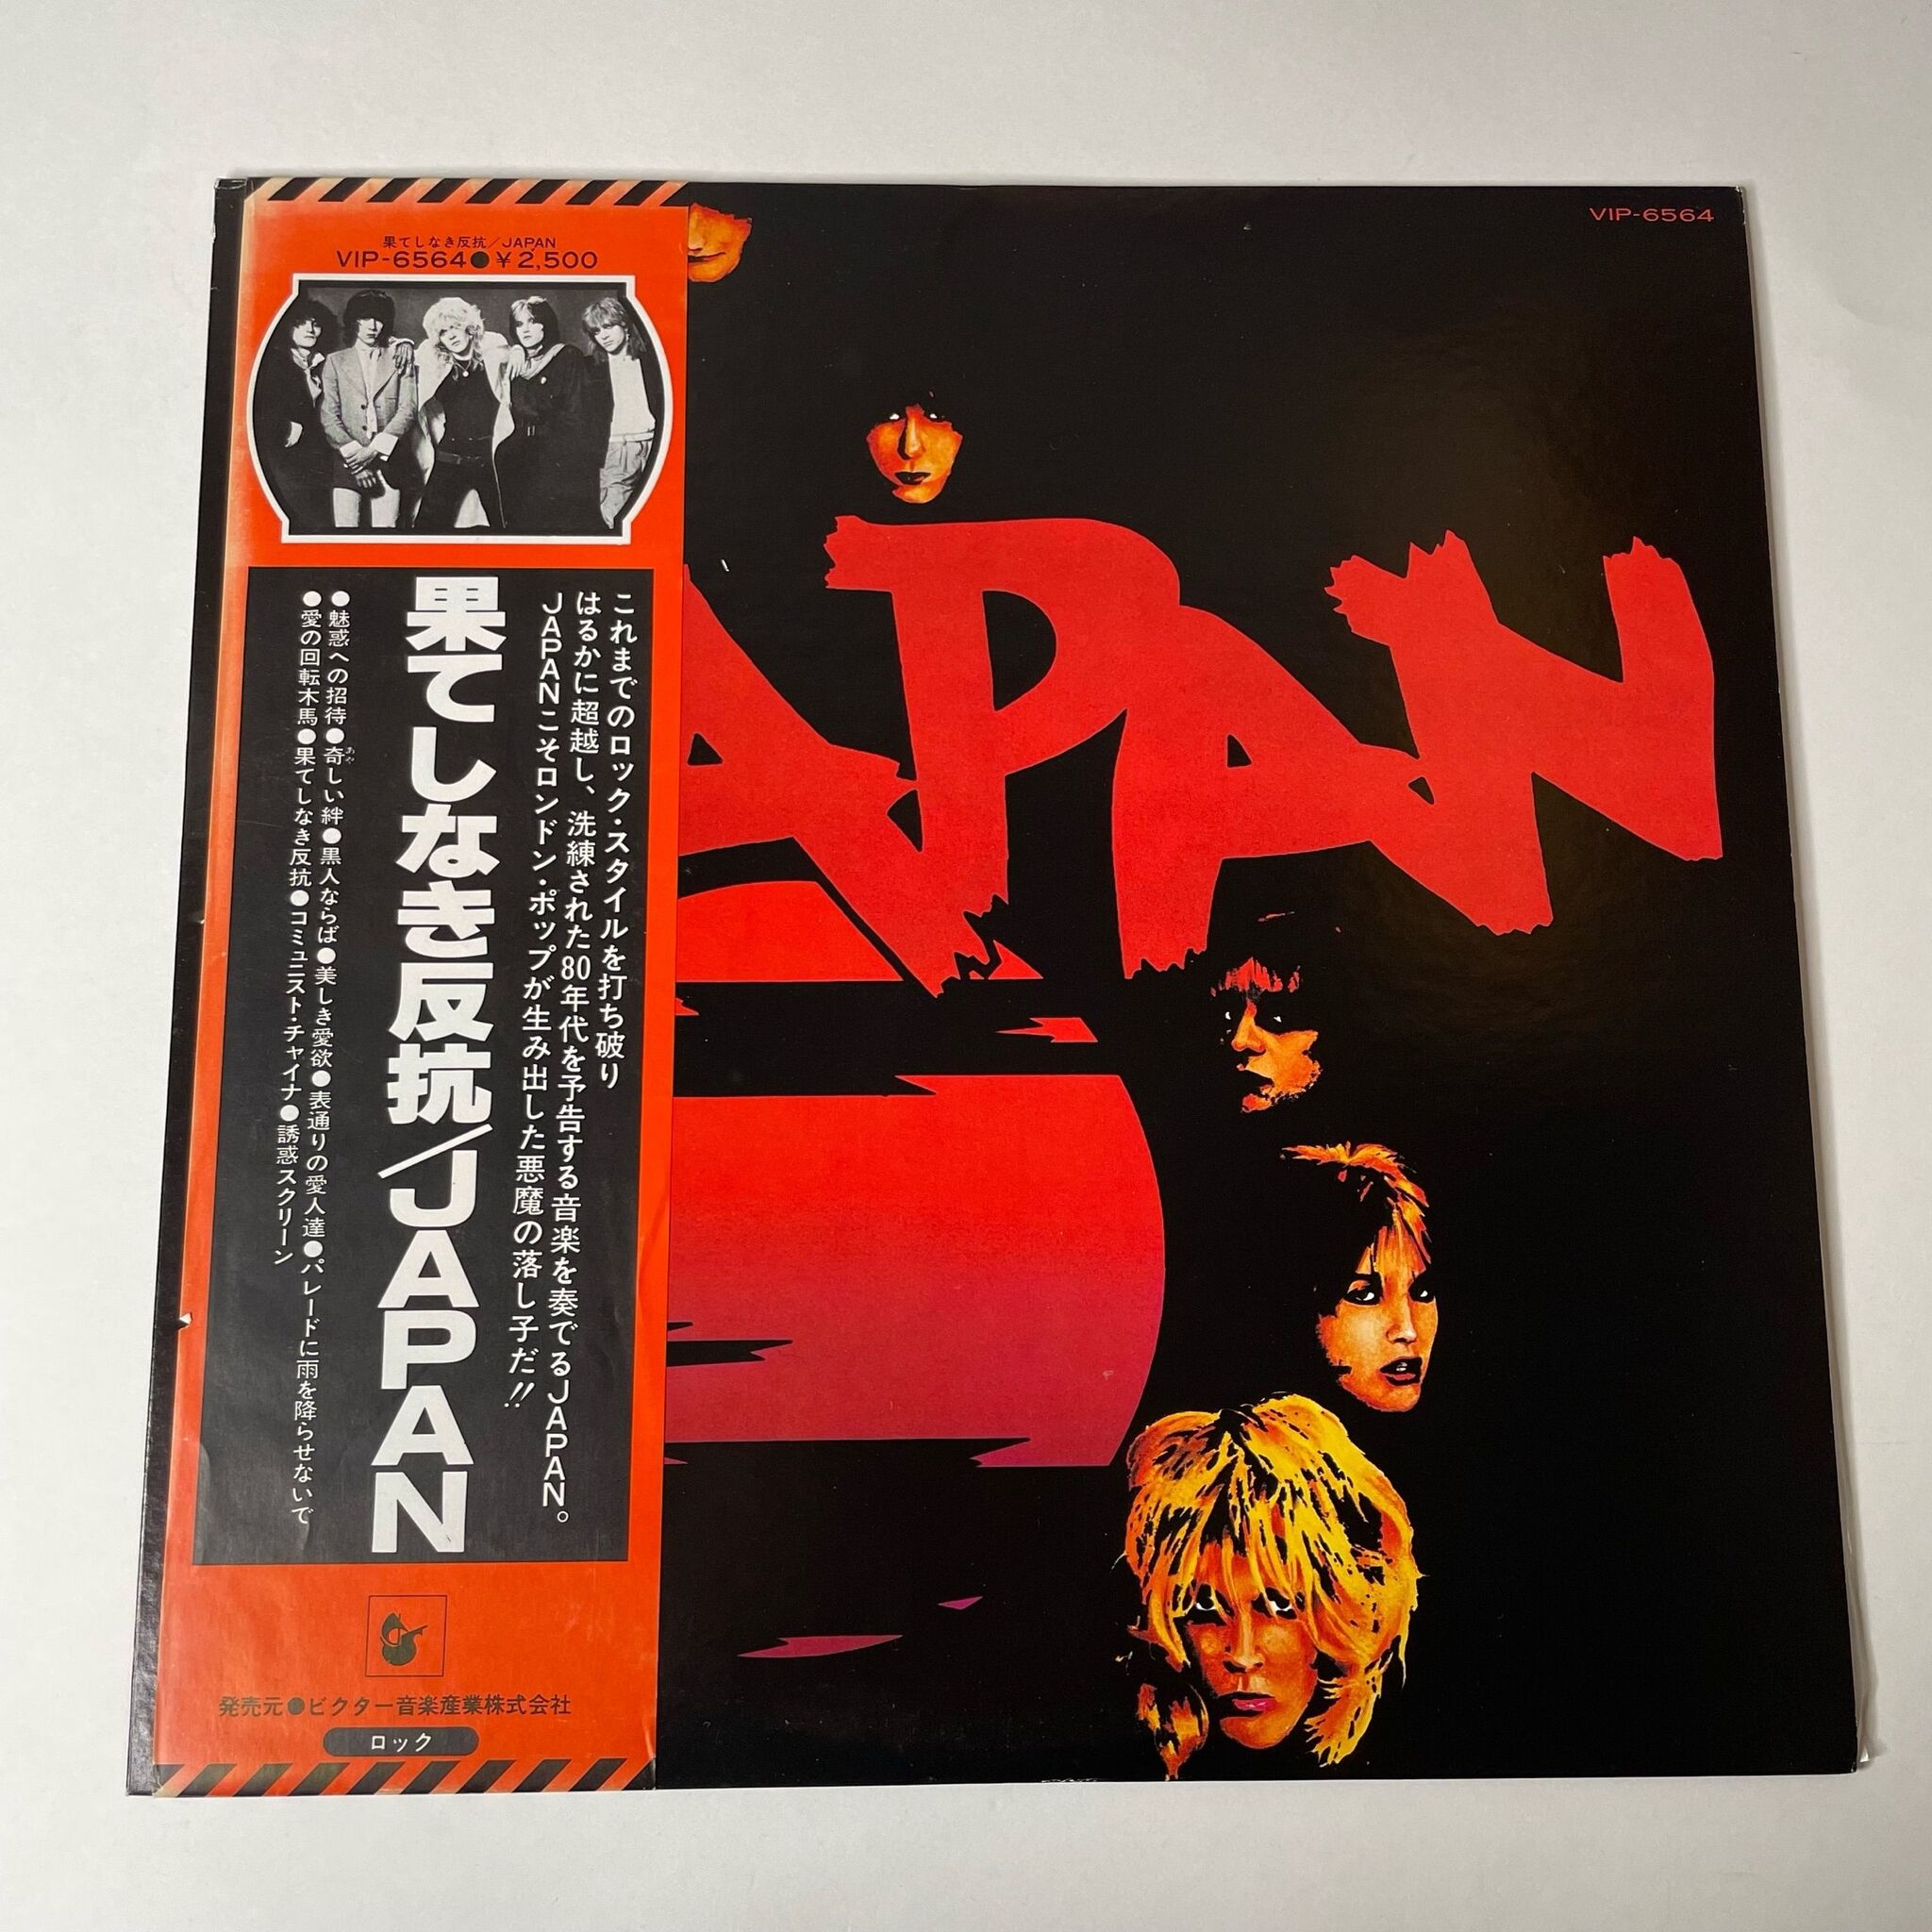 果てしなき反抗／JAPAN
VIP-6564●￥2,500
これまでのロック・スタイルを打ち破り
はるかに超越し、洗練された80年代を予告する音楽を奏でるJAPAN。
JAPANこそロンドン・ポップが生み出した悪魔の落し子だ!!
果てしなき反抗／JAPAN
●魅惑への招待●奇しい絆●黒人ならば●美しき愛欲●表通りの愛人達●パレードに雨を降らせないで
あや
●愛の回転木馬●果てしなき反抗●コミュニスト・チャイナ●誘惑スクリーン
発売元●ビクター音楽産業株式会社
ロック
VIP-6564
APAN